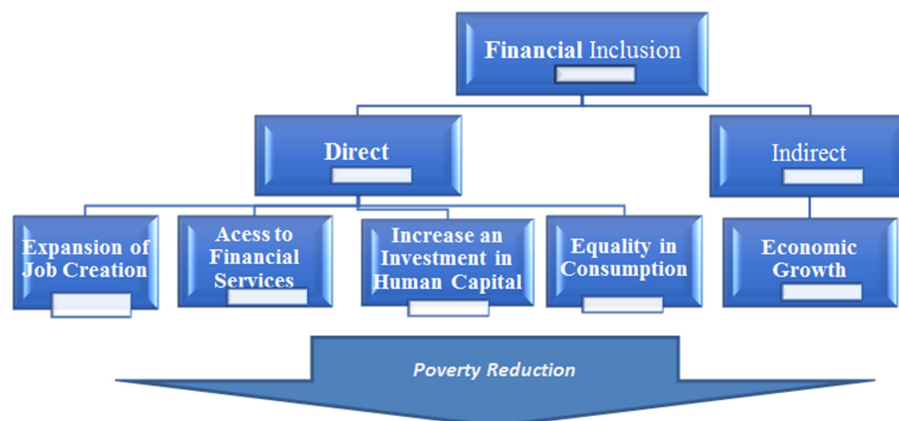 Financial Inclusion
Direct
Indirect
Expansion of
Job Creation
Acess to
Financial
Services
Increase an
Investment in
Human Capital
Equality in
Consumption
Economic
Growth
Poverty Reduction